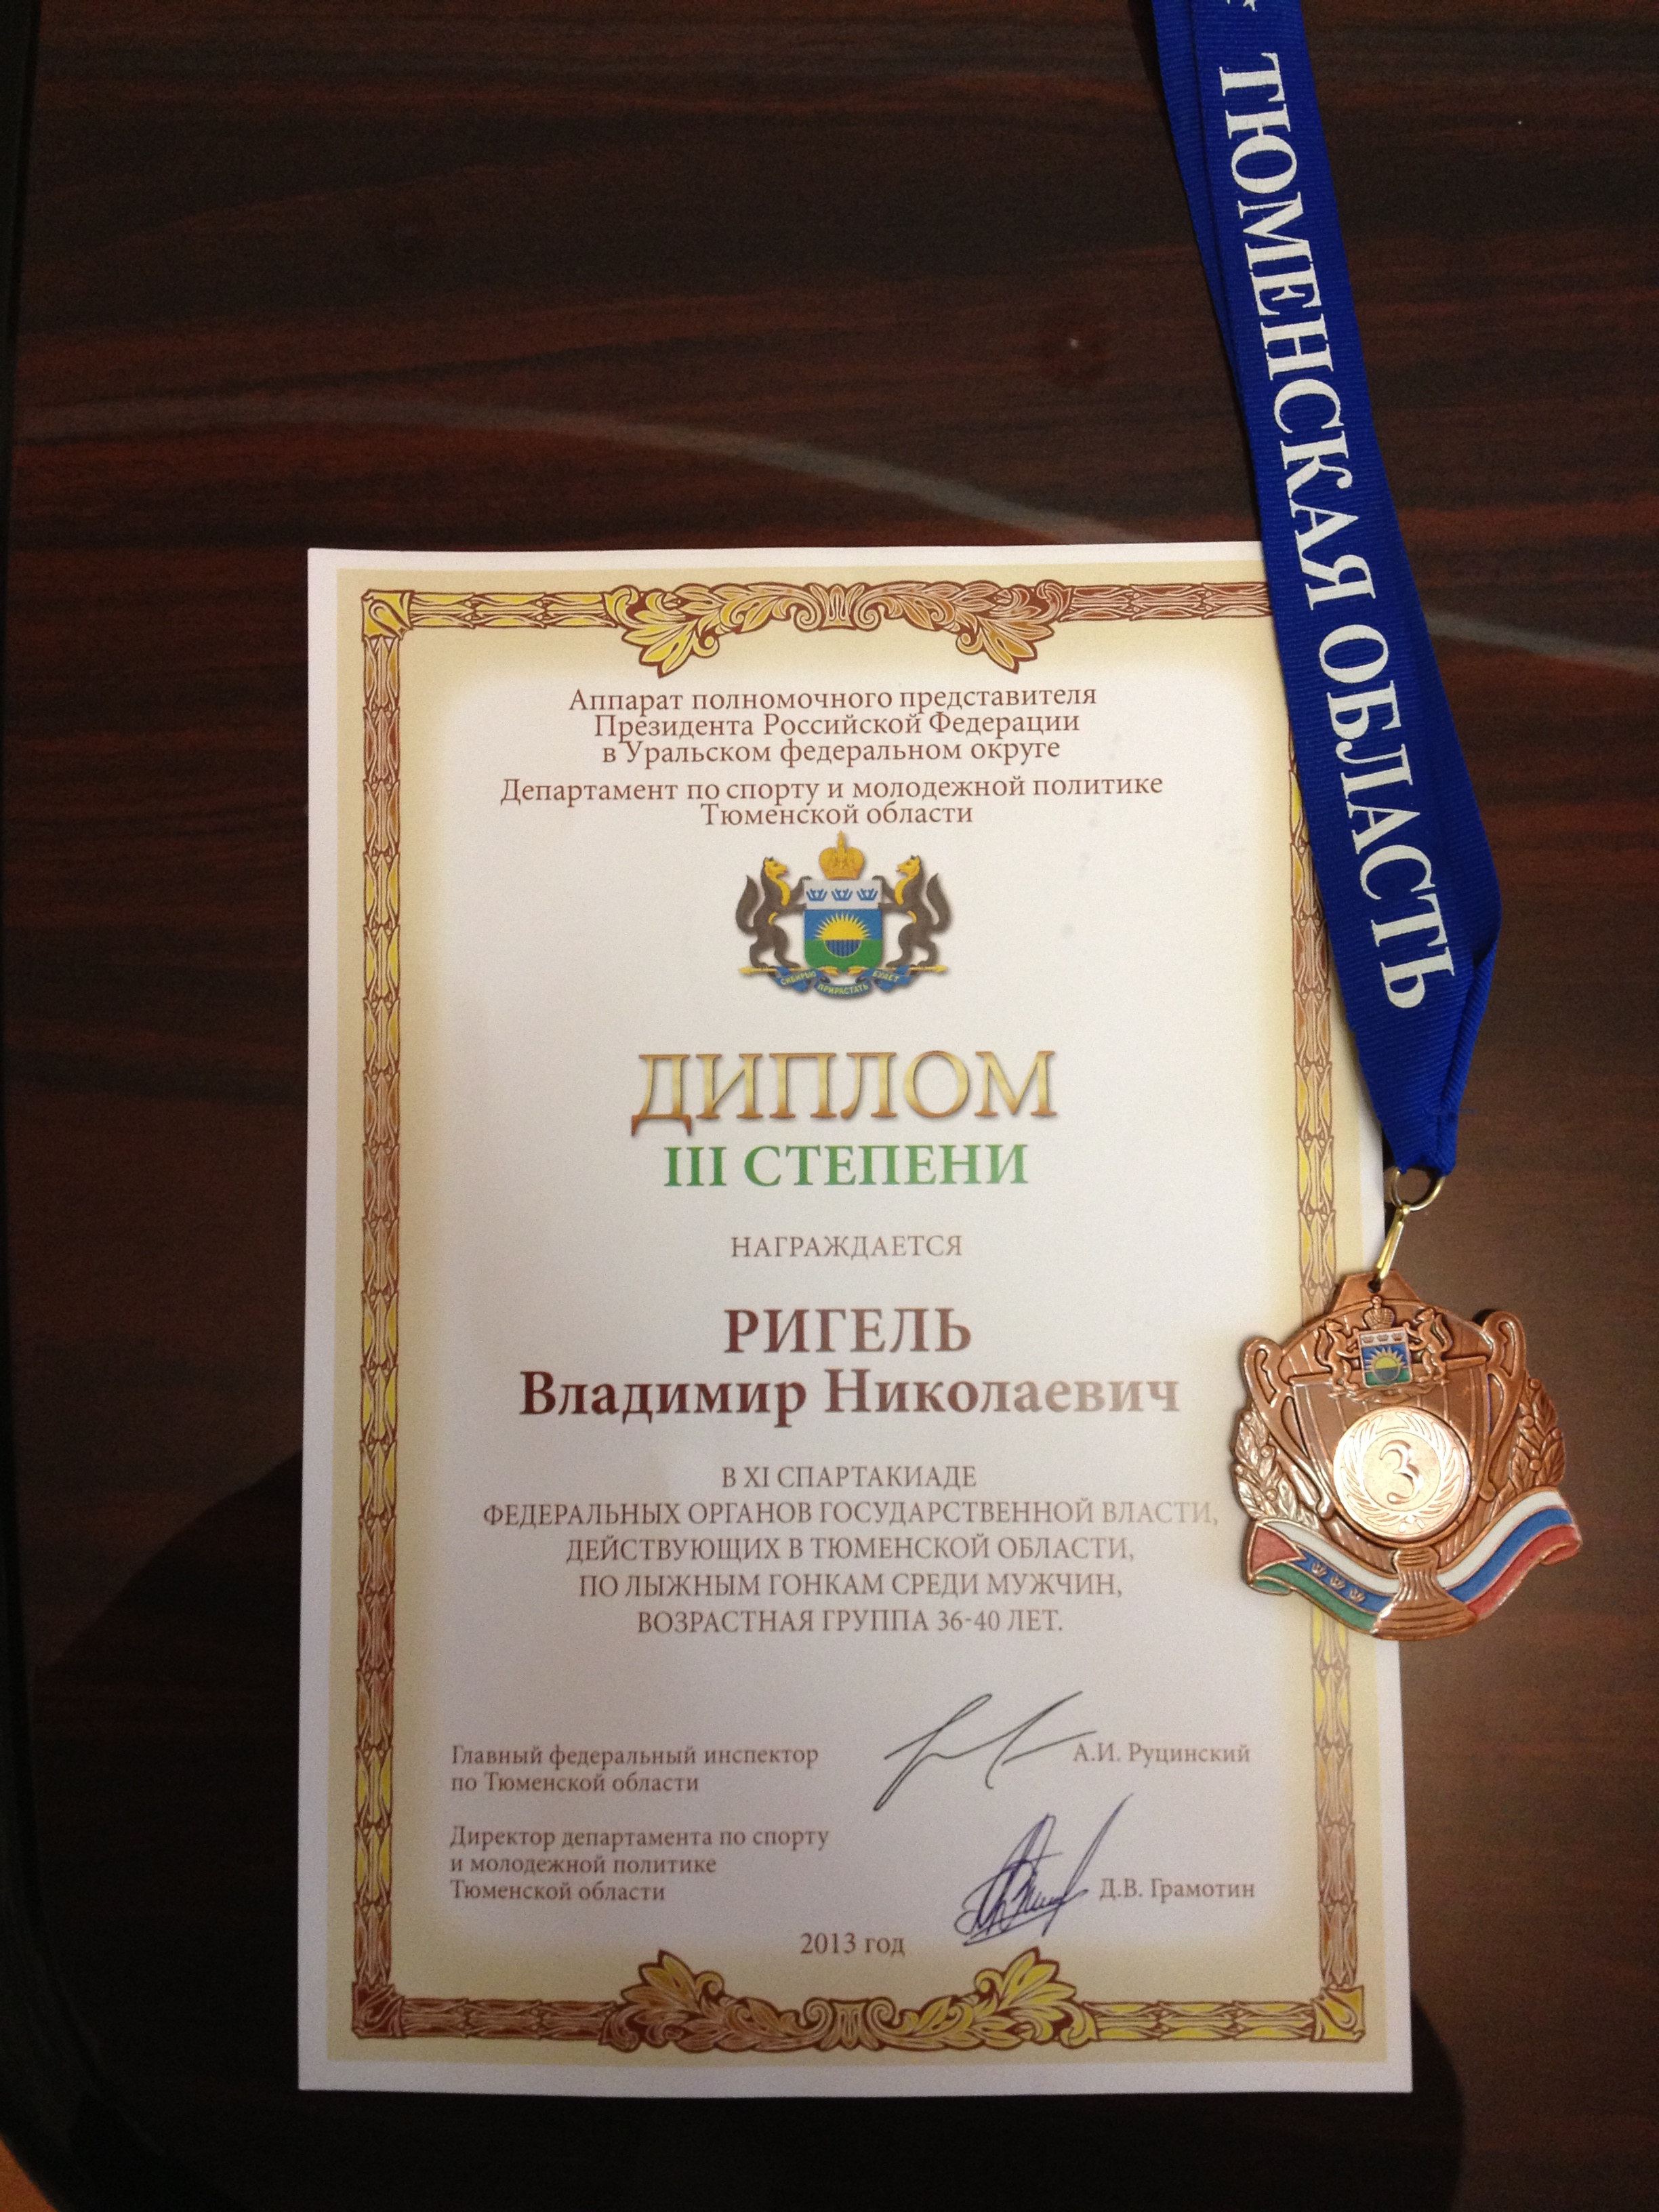 Аппарат полномочного представителя
Президента Российской Федерации
в Уральском федеральном округе
Департамент по спорту и молодежной политике
Тюменской области
СИБИРЬЮ
ПРИРАСТАТЬ
БУДЕТ
ДИПЛОМ
III СТЕПЕНИ
НАГРАЖДАЕТСЯ
РИГЕЛЬ
Владимир Николаевич
В XI СПАРТАКИАДЕ
ФЕДЕРАЛЬНЫХ ОРГАНОВ ГОСУДАРСТВЕННОЙ ВЛАСТИ,
ДЕЙСТВУЮЩИХ В ТЮМЕНСКОЙ ОБЛАСТИ,
ПО ЛЫЖНЫМ ГОНКАМ СРЕДИ МУЖЧИН,
ВОЗРАСТНАЯ ГРУППА 36-40 ЛЕТ.
Главный федеральный инспектор
по Тюменской области
А.И. Руцинский
Директор департамента по спорту
и молодежной политике
Тюменской области
Д.В. Грамотин
2013 год
ТЮМЕНСКАЯ ОБЛАСТЬ
3